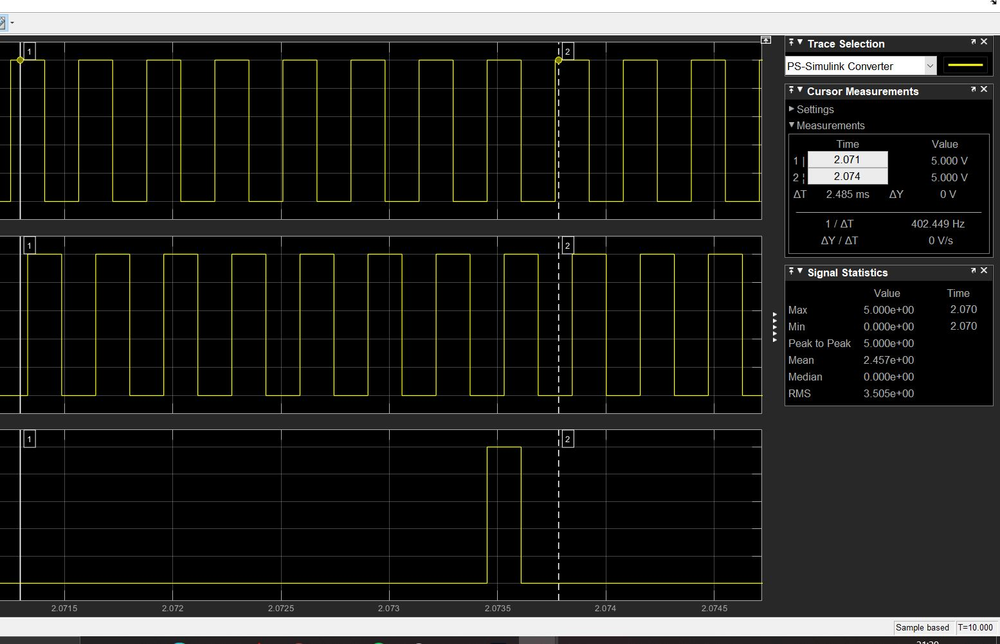 1
2
1
2
1
2
2.0715 2.072 2.0725 2.073 2.0735 2.074 2.0745
Trace Selection
PS-Simulink Converter
Cursor Measurements
Settings
Measurements
Time Value
1 | 2.071 5.000 V
2 ¦ 2.074 5.000 V
ΔT 2.485 ms ΔY 0 V
1 / ΔT 402.449 Hz
ΔY / ΔT 0 V/s
Signal Statistics
Value Time
Max 5.000e+00 2.070
Min 0.000e+00 2.070
Peak to Peak 5.000e+00
Mean 2.457e+00
Median 0.000e+00
RMS 3.505e+00
Sample based T=10.000